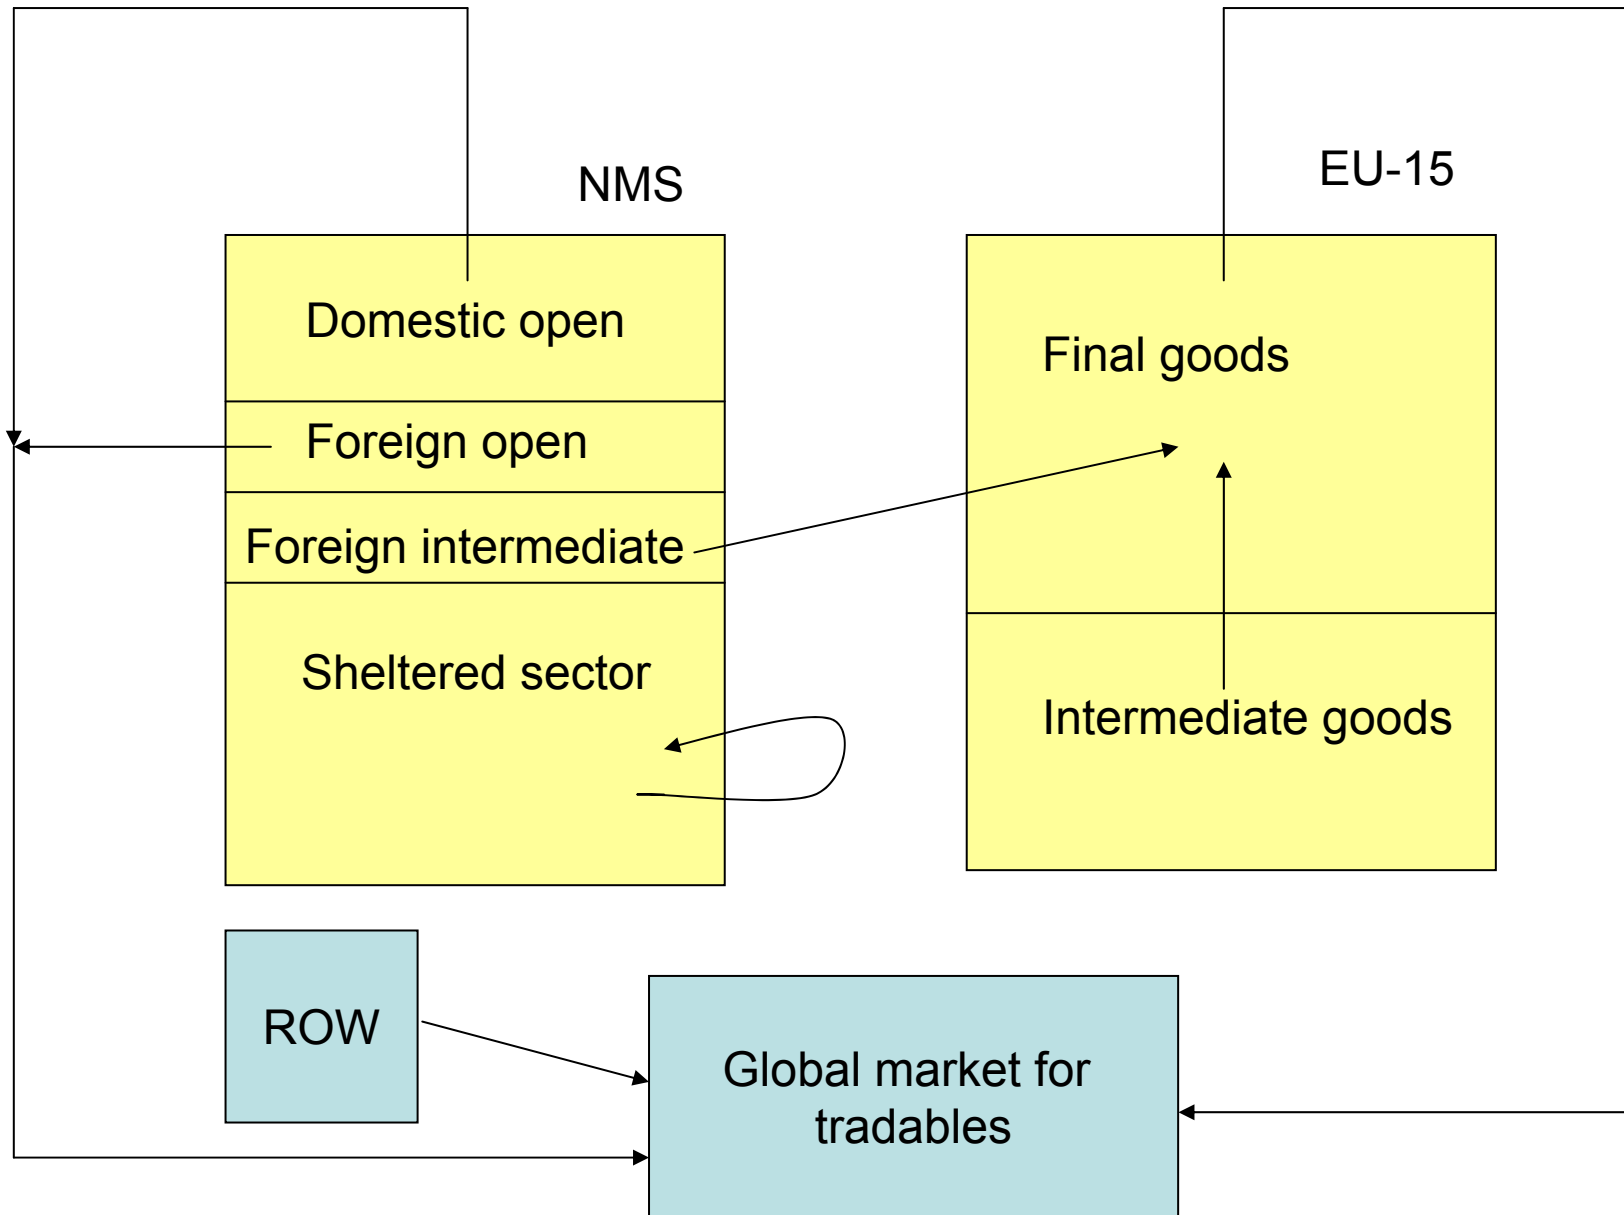 NMS
EU-15
Domestic open
Final goods
Foreign open
Foreign intermediate
Sheltered sector
Intermediate goods
ROW
Global market for
tradables